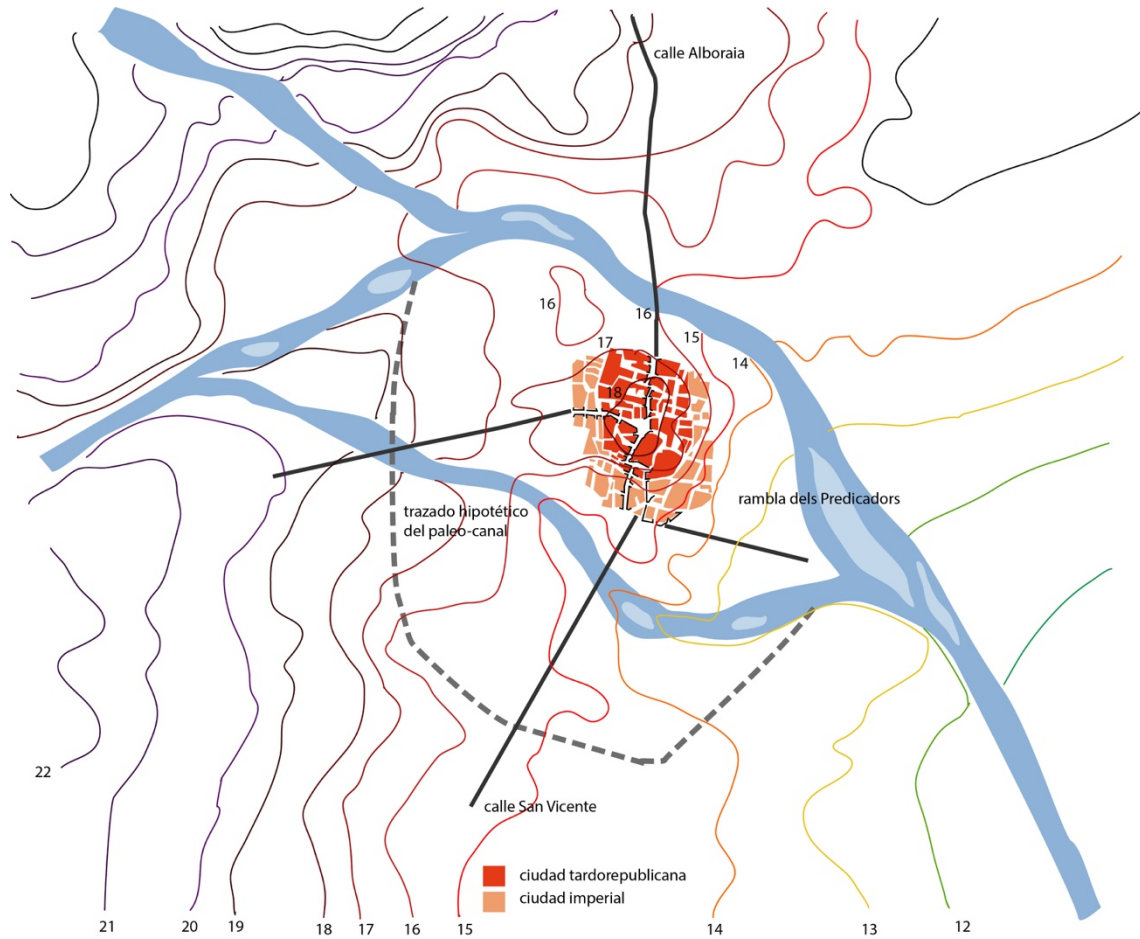 calle Alboraia
16
16
15
17
14
18
rambla dels Predicadors
trazado hipotético
del paleo-canal
22
calle San Vicente
ciudad tardorepublicana
ciudad imperial
21
20
19
18
17
16
15
14
13
12